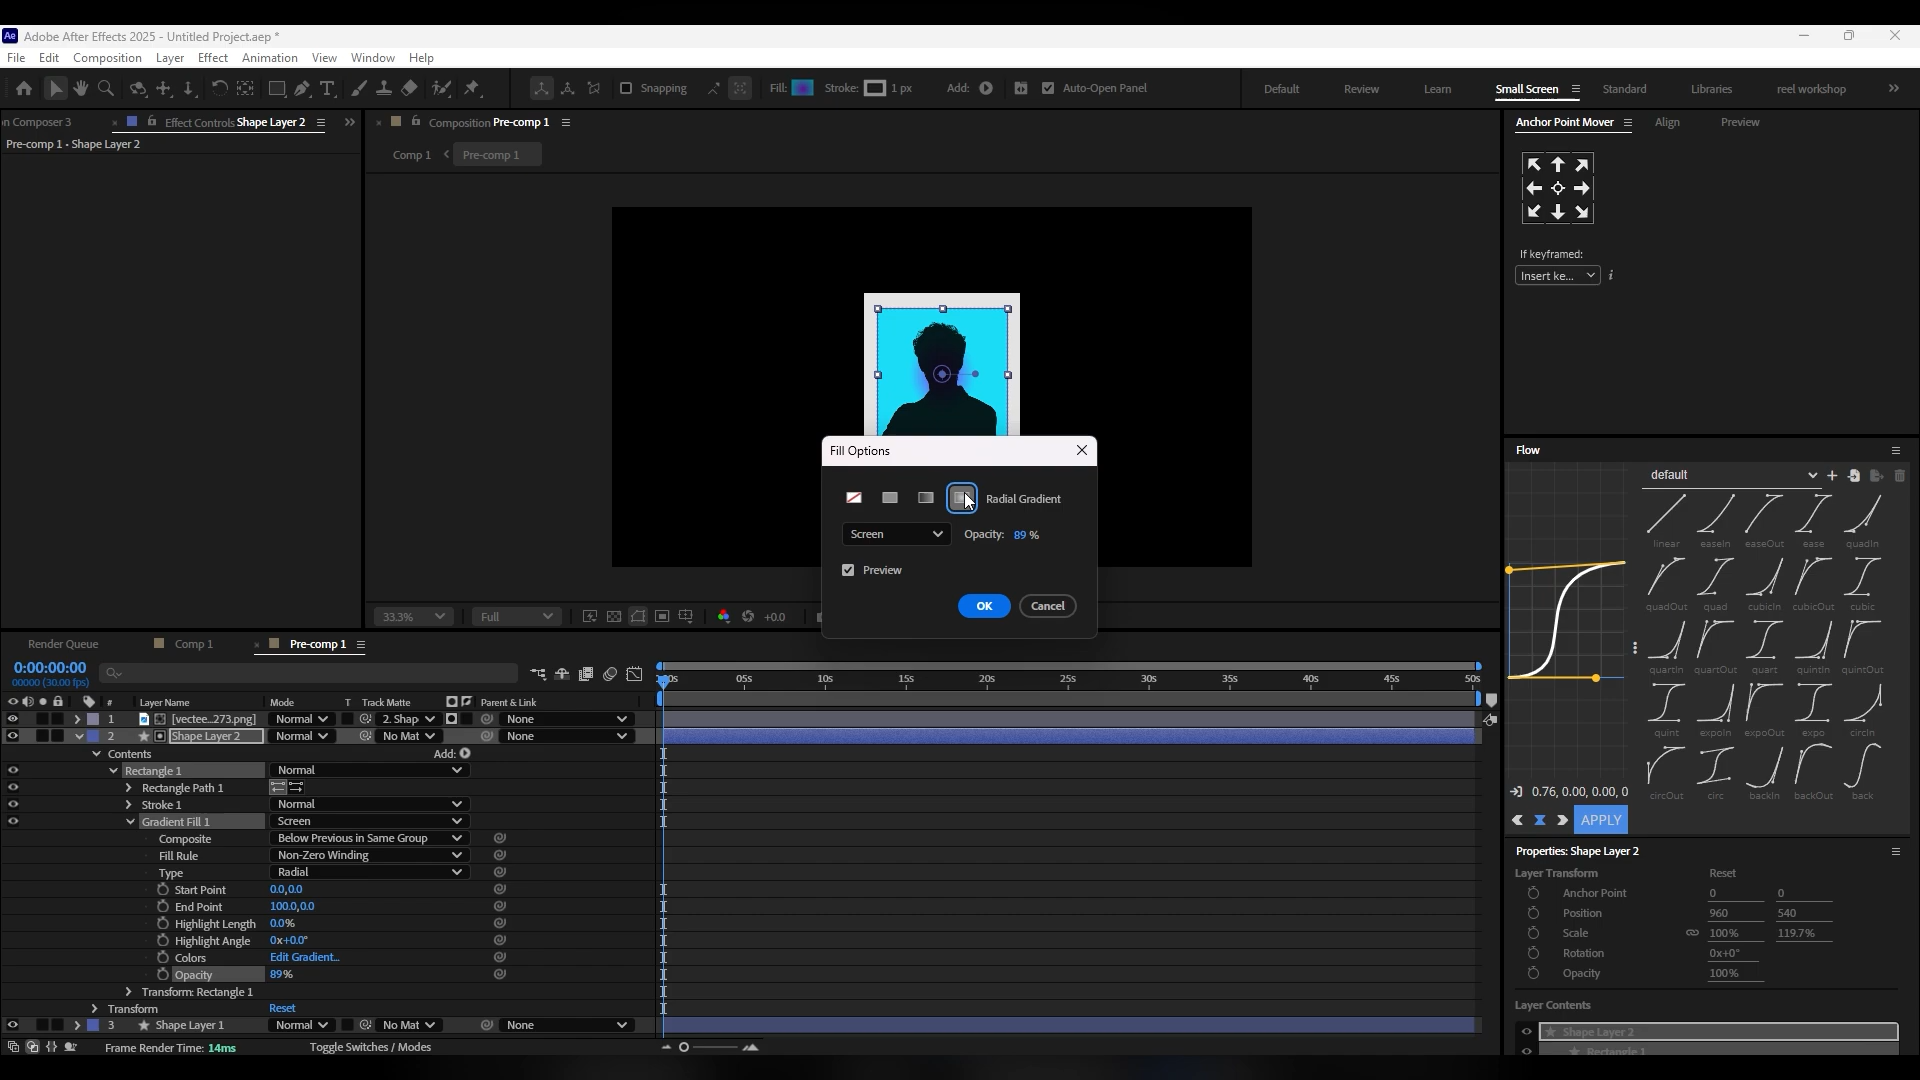 Ae Adobe After Effects 2025 - Untitled Project.aep *
File Edit Composition Layer Effect Animation View Window Help
Snapping Fill: Stroke: 1 px Add: Auto-Open Panel Default Review Learn Small Screen Standard Libraries reel workshop
n Composer 3 Effect Controls Shape Layer 2 Composition Pre-comp 1 Anchor Point Mover Align Preview
Pre-comp 1 • Shape Layer 2
Comp 1 Pre-comp 1
If keyframed:
Insert ke... i
Flow
default
linear easeIn easeOut ease quadIn
quadOut quad cubicIn cubicOut cubic
quartIn quartOut quart quintIn quintOut
quint expoIn expoOut expo circIn
circOut circ backIn backOut back
0.76, 0.00, 0.00, 0
APPLY
Fill Options
Radial Gradient
Screen Opacity: 89 %
Preview
OK Cancel
33.3% Full +0.0
Render Queue Comp 1 Pre-comp 1
0:00:00:00
00000 (30.00 fps)
00s 05s 10s 15s 20s 25s 30s 35s 40s 45s 50s
# Layer Name Mode T Track Matte Parent & Link
1 [vectee...273.png] Normal 2. Shap None
2 Shape Layer 2 Normal No Mat None
Contents Add:
Rectangle 1 Normal
Rectangle Path 1
Stroke 1 Normal
Gradient Fill 1 Screen
Composite Below Previous in Same Group
Fill Rule Non-Zero Winding
Type Radial
Start Point 0.0,0.0
End Point 100.0,0.0
Highlight Length 0.0%
Highlight Angle 0x+0.0°
Colors Edit Gradient...
Opacity 89%
Transform: Rectangle 1
Transform Reset
3 Shape Layer 1 Normal No Mat None
Frame Render Time: 14ms Toggle Switches / Modes
Properties: Shape Layer 2
Layer Transform Reset
Anchor Point 0 0
Position 960 540
Scale 100% 119.7%
Rotation 0x+0°
Opacity 100%
Layer Contents
Shape Layer 2
Rectangle 1